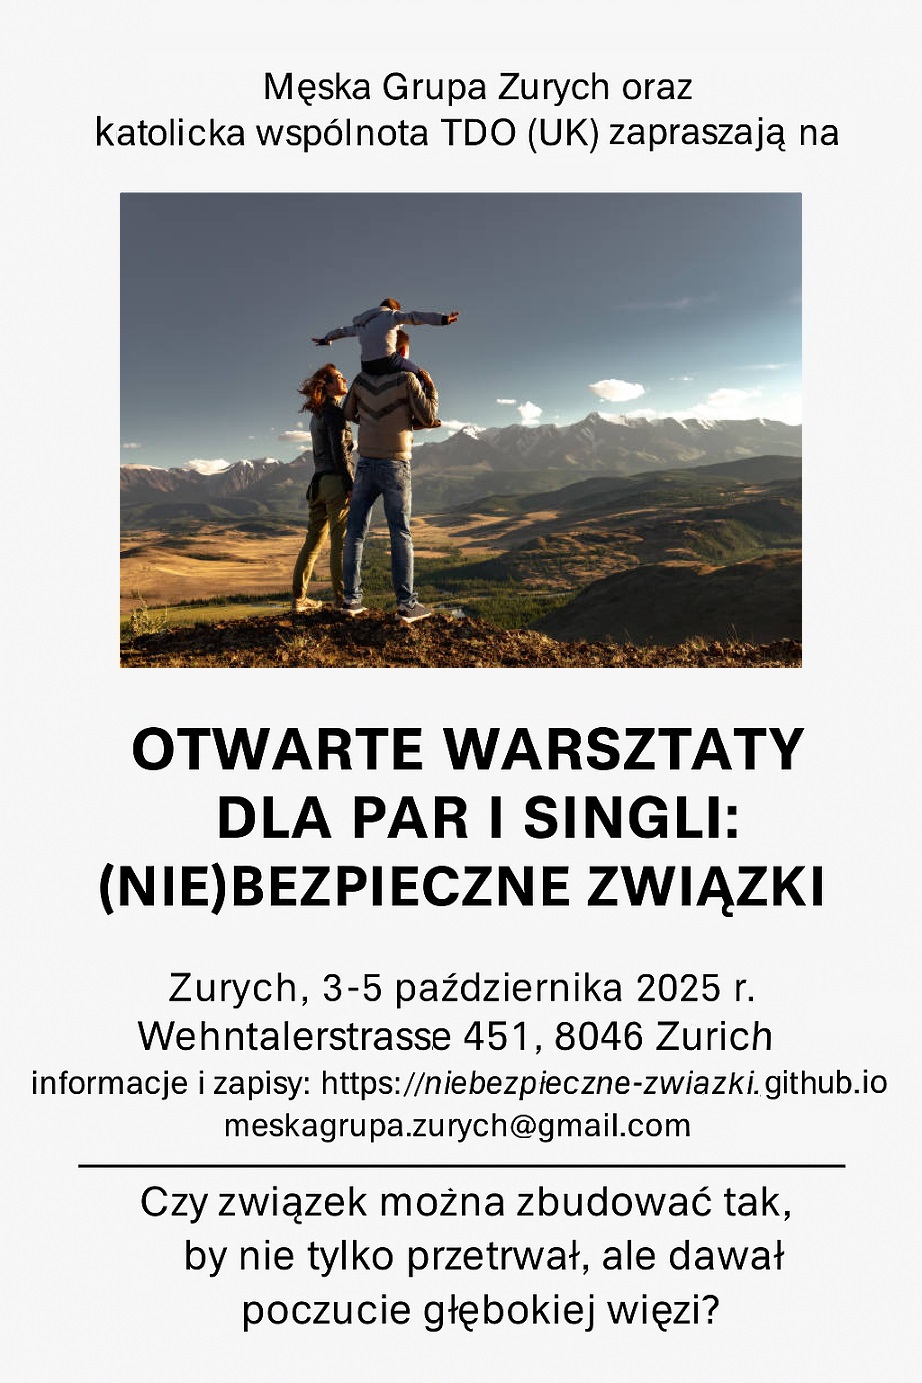 Męska Grupa Zurych oraz
katolicka wspólnota TDO (UK) zapraszają na
OTWARTE WARSZTATY
DLA PAR I SINGLI:
(NIE)BEZPIECZNE ZWIĄZKI
Zurych, 3-5 października 2025 r.
Wehntalerstrasse 451, 8046 Zurich
informacje i zapisy: https://niebezpieczne-zwiazki.github.io
meskagrupa.zurych@gmail.com
Czy związek można zbudować tak,
by nie tylko przetrwał, ale dawał
poczucie głębokiej więzi?